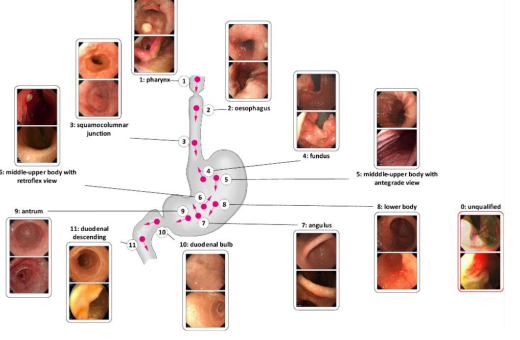 1: pharynx
1
2
2: oesophagus
3: squamocolumnar
junction
3
4
4: fundus
5
5: midddle-upper body with
antegrade view
6: middle-upper body with
retroflex view
6
9: antrum
9
8
8: lower body
0: unqualified
7
7: angulus
11: duodenal
descending
11
10
10: duodenal bulb